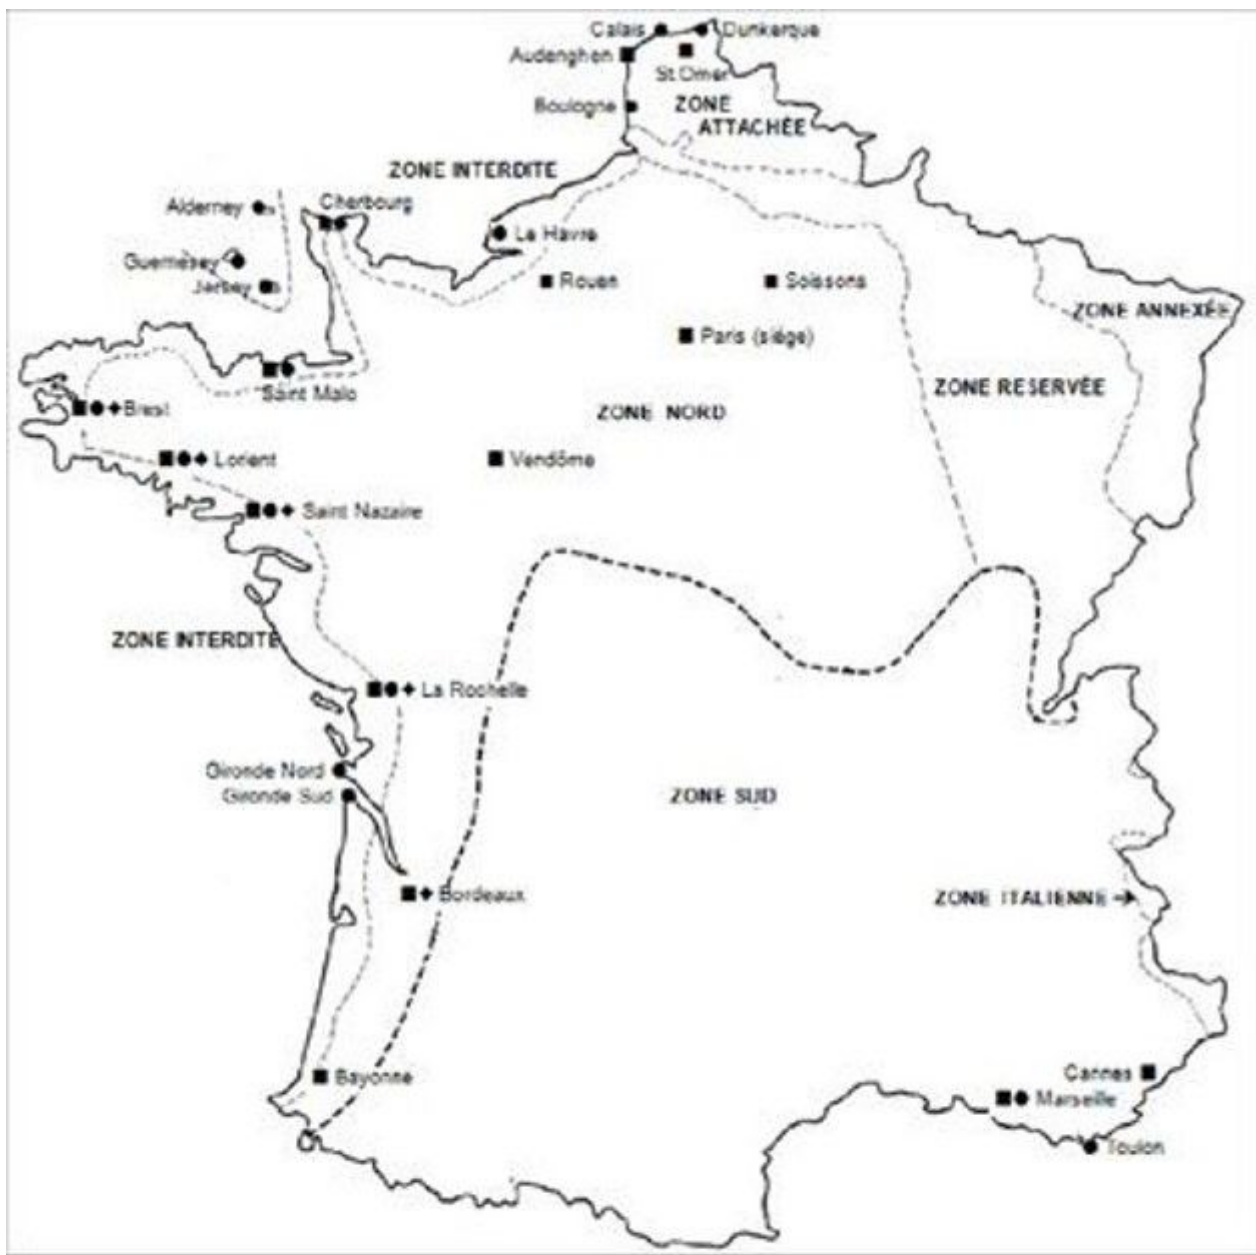 Calais
Dunkerque
Audenghen
St.Omer
Boulogne
ZONE
ATTACHÉE
ZONE INTERDITE
Alderney
Cherbourg
Guernesey
Le Havre
Jersey
Rouen
Soissons
ZONE ANNEXÉE
Paris (siége)
Saint Malo
ZONE RESERVÉE
Brest
ZONE NORD
Lorient
Vendôme
Saint Nazaire
ZONE INTERDITE
La Rochelle
Gironde Nord
Gironde Sud
ZONE SUD
Bordeaux
ZONE ITALIENNE
Bayonne
Cannes
Marseille
Toulon